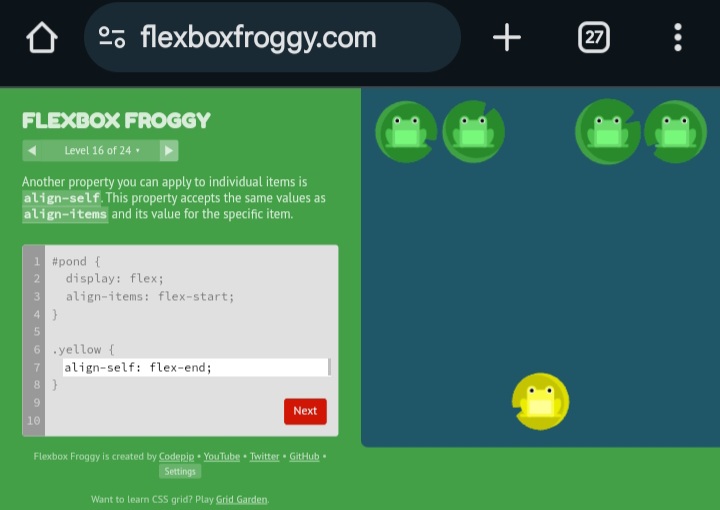 flexboxfroggy.com
27
FLEXBOX FROGGY
Level 16 of 24
Another property you can apply to individual items is
align-self. This property accepts the same values as
align-items and its value for the specific item.
1 #pond {
2 display: flex;
3 align-items: flex-start;
4 }
5
6 .yellow {
7 align-self: flex-end;
8 }
9
10
Next
Flexbox Froggy is created by Codepip • YouTube • Twitter • GitHub •
Settings
Want to learn CSS grid? Play Grid Garden.